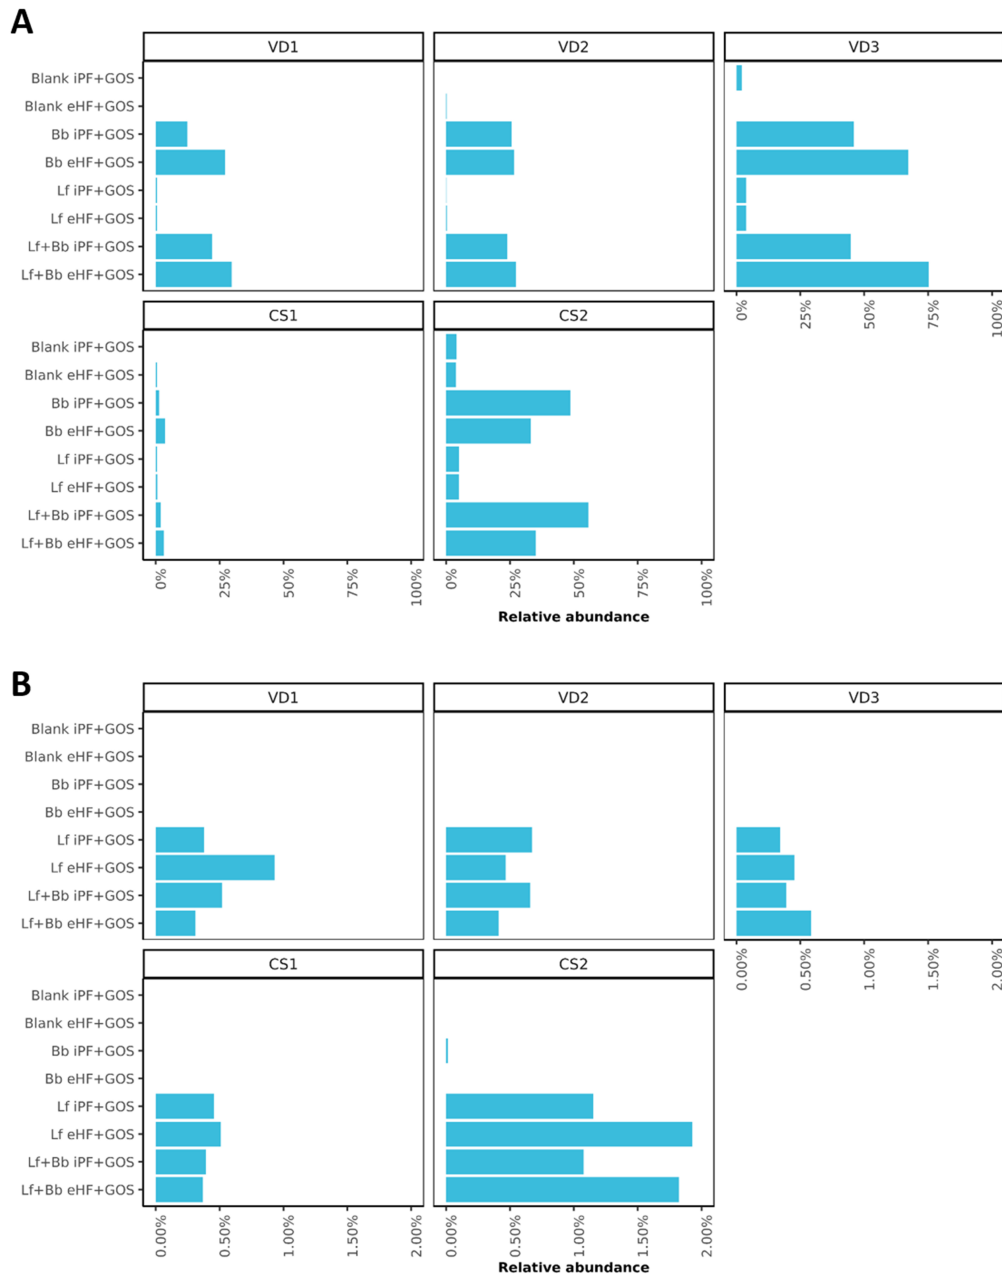 A
VD1 VD2 VD3
Blank iPF+GOS
Blank eHF+GOS
Bb iPF+GOS
Bb eHF+GOS
Lf iPF+GOS
Lf eHF+GOS
Lf+Bb iPF+GOS
Lf+Bb eHF+GOS
0% 25% 50% 75% 100%
CS1 CS2
Blank iPF+GOS
Blank eHF+GOS
Bb iPF+GOS
Bb eHF+GOS
Lf iPF+GOS
Lf eHF+GOS
Lf+Bb iPF+GOS
Lf+Bb eHF+GOS
0% 25% 50% 75% 100% 0% 25% 50% 75% 100%
Relative abundance
B
VD1 VD2 VD3
Blank iPF+GOS
Blank eHF+GOS
Bb iPF+GOS
Bb eHF+GOS
Lf iPF+GOS
Lf eHF+GOS
Lf+Bb iPF+GOS
Lf+Bb eHF+GOS
0.00% 0.50% 1.00% 1.50% 2.00%
CS1 CS2
Blank iPF+GOS
Blank eHF+GOS
Bb iPF+GOS
Bb eHF+GOS
Lf iPF+GOS
Lf eHF+GOS
Lf+Bb iPF+GOS
Lf+Bb eHF+GOS
0.00% 0.50% 1.00% 1.50% 2.00% 0.00% 0.50% 1.00% 1.50% 2.00%
Relative abundance